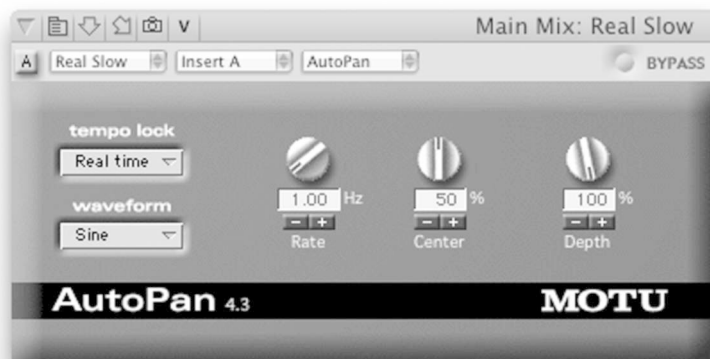 V Main Mix: Real Slow
A Real Slow Insert A AutoPan BYPASS
tempo lock
Real time
1.00 Hz 50 % 100 %
waveform
Sine
Rate Center Depth
AutoPan 4.3 MOTU